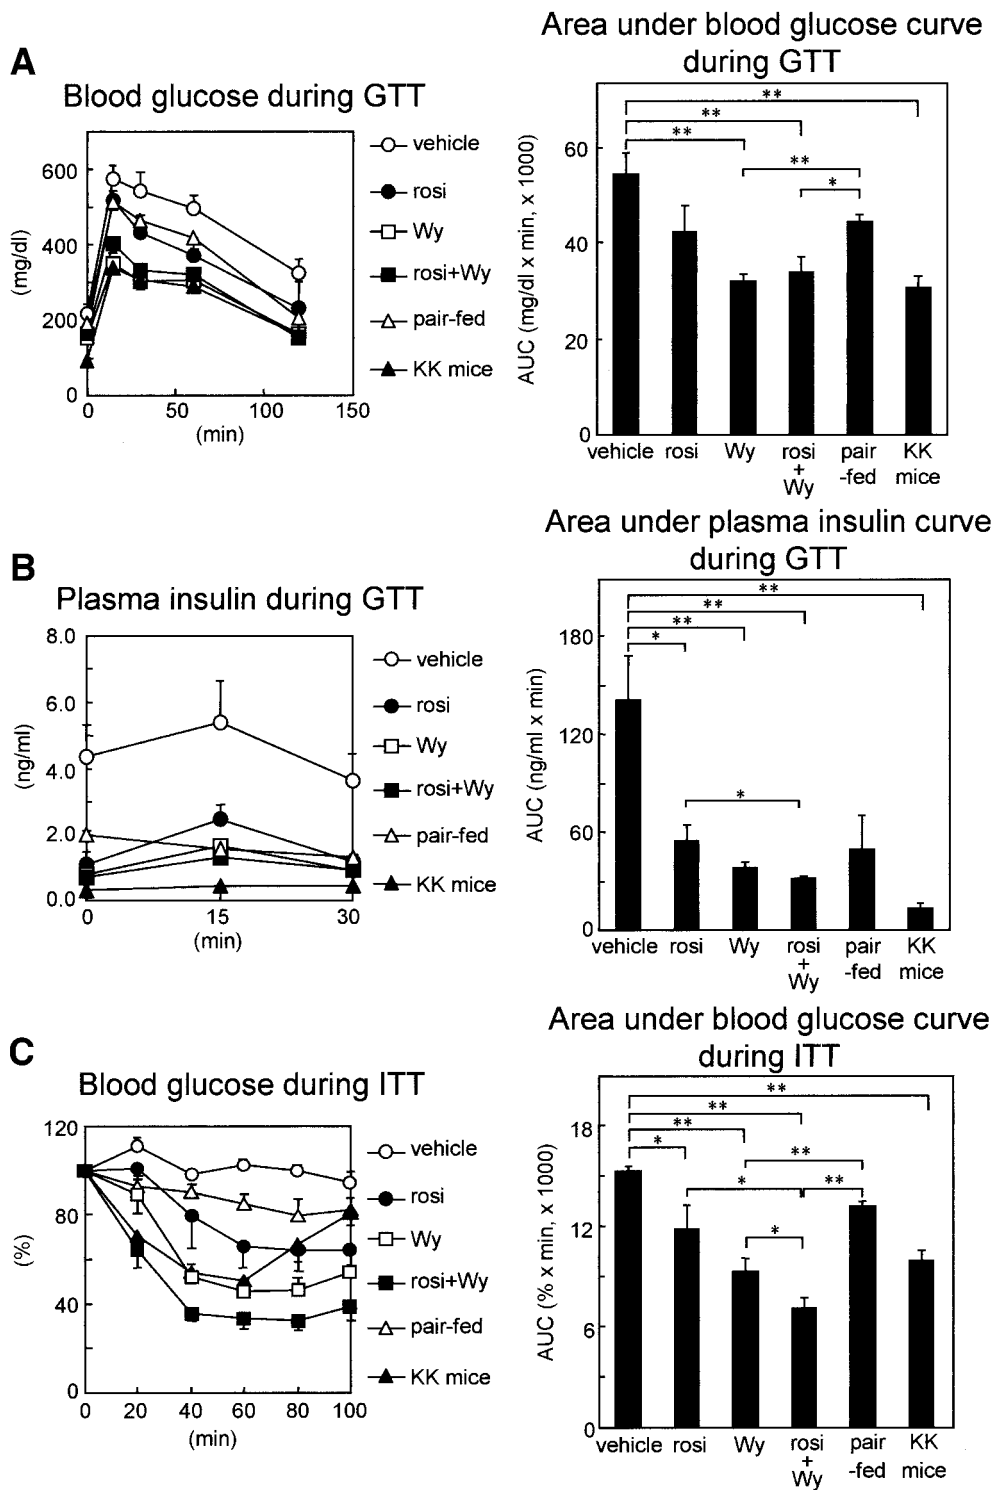 A
Blood glucose during GTT
(mg/dl)
600
400
200
0
0 50 100 150
(min)
vehicle
rosi
Wy
rosi+Wy
pair-fed
KK mice
Area under blood glucose curve
during GTT
AUC (mg/dl x min, x 1000)
60
40
20
0
**
**
**
**
*
vehicle rosi Wy rosi pair KK
+ -fed mice
Wy
B
Plasma insulin during GTT
(ng/ml)
8.0
6.0
4.0
2.0
0.0
0 15 30
(min)
vehicle
rosi
Wy
rosi+Wy
pair-fed
KK mice
Area under plasma insulin curve
during GTT
AUC (ng/ml x min)
180
120
60
0
**
**
**
*
*
vehicle rosi Wy rosi pair KK
+ -fed mice
Wy
C
Blood glucose during ITT
(%)
120
80
40
0
0 20 40 60 80 100
(min)
vehicle
rosi
Wy
rosi+Wy
pair-fed
KK mice
Area under blood glucose curve
during ITT
AUC (% x min, x 1000)
18
12
6
0
**
**
**
*
**
* **
*
vehicle rosi Wy rosi pair KK
+ -fed mice
Wy